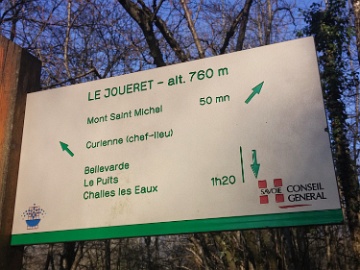 LE JOUERET - alt. 760 m
Mont Saint Michel 50 mn
Curienne (chef-lieu)
Bellevarde
Le Puits
Challes les Eaux 1h20
SAVOIE CONSEIL
GENERAL